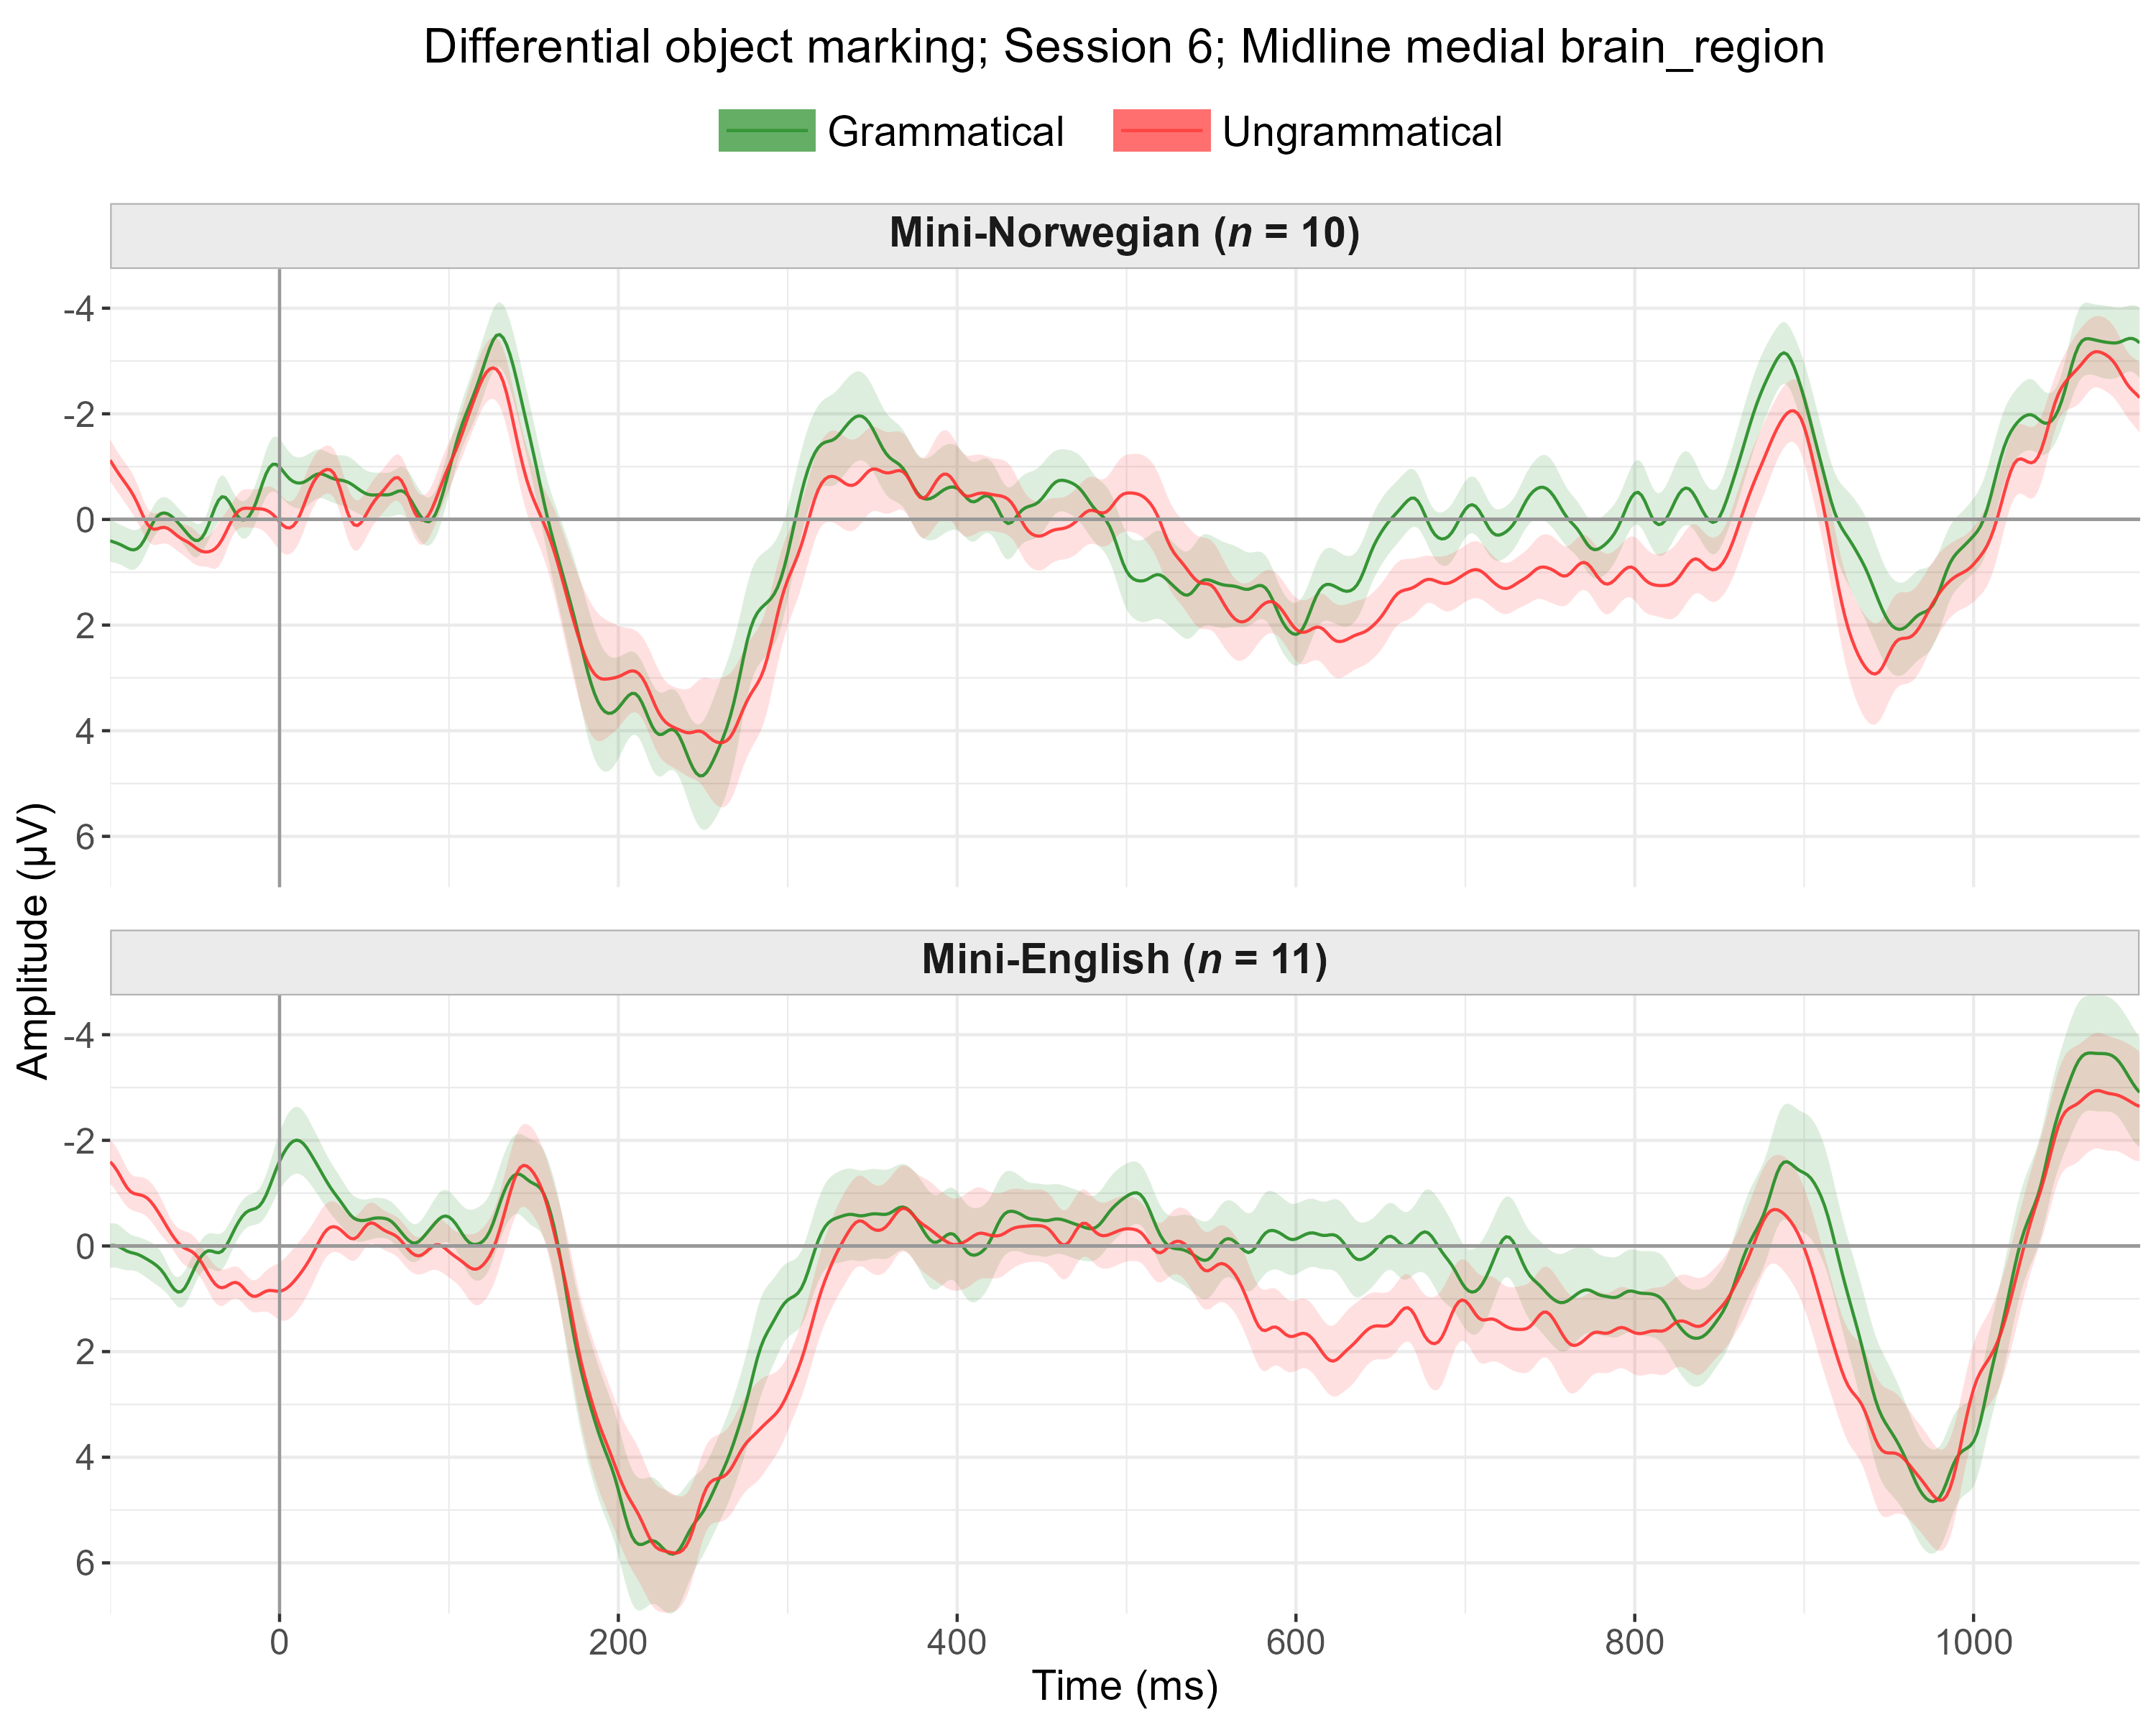 Differential object marking; Session 6; Midline medial brain_region
Grammatical Ungrammatical
Mini-Norwegian (n = 10)
-4
-2
0
2
4
6
Mini-English (n = 11)
-4
-2
0
2
4
6
0 200 400 600 800 1000
Time (ms)
Amplitude (µV)